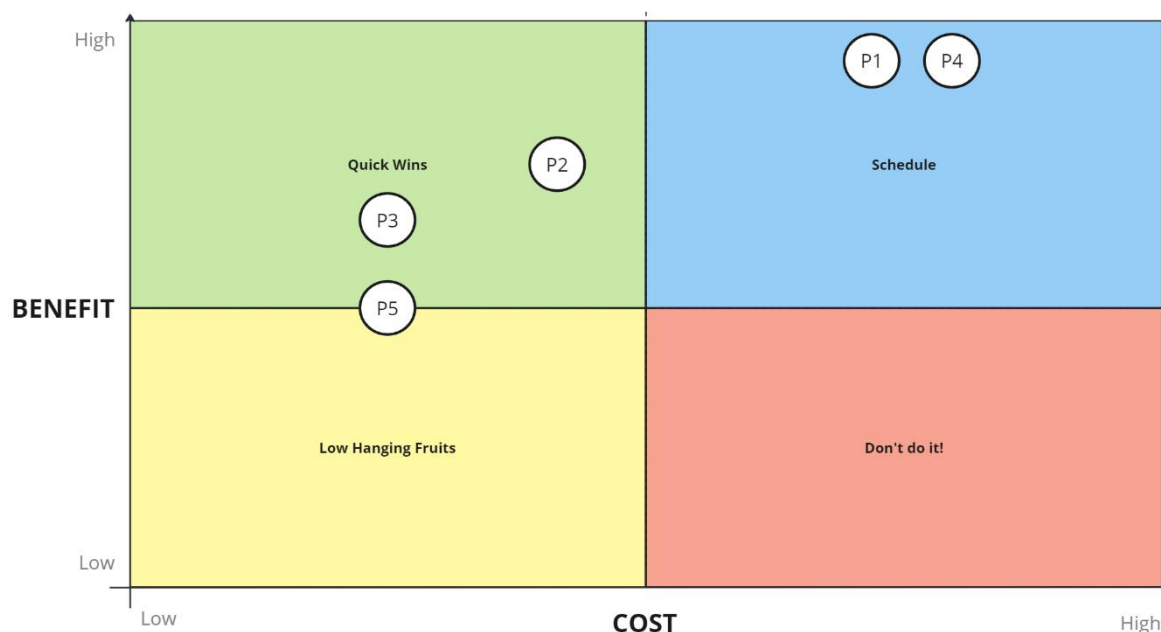 High
P1
P4
Quick Wins
P2
Schedule
P3
BENEFIT
P5
Low Hanging Fruits
Don't do it!
Low
Low
COST
High